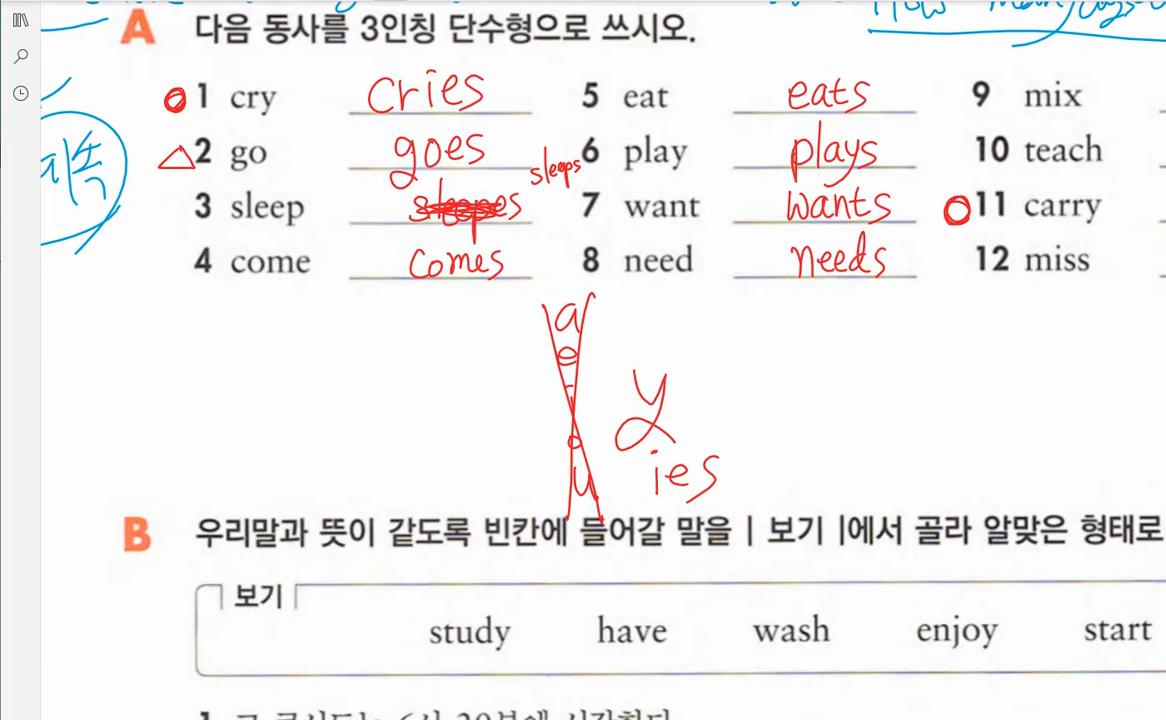 How many days
A 다음 동사를 3인칭 단수형으로 쓰시오.
1 cry cries 5 eat eats 9 mix
2 go goes 6 play plays 10 teach
3 sleep sleeps 7 want wants 11 carry
4 come comes 8 need needs 12 miss
a
e
i
o
u
y
ies
B 우리말과 뜻이 같도록 빈칸에 들어갈 말을 | 보기 |에서 골라 알맞은 형태로
보기
study have wash enjoy start